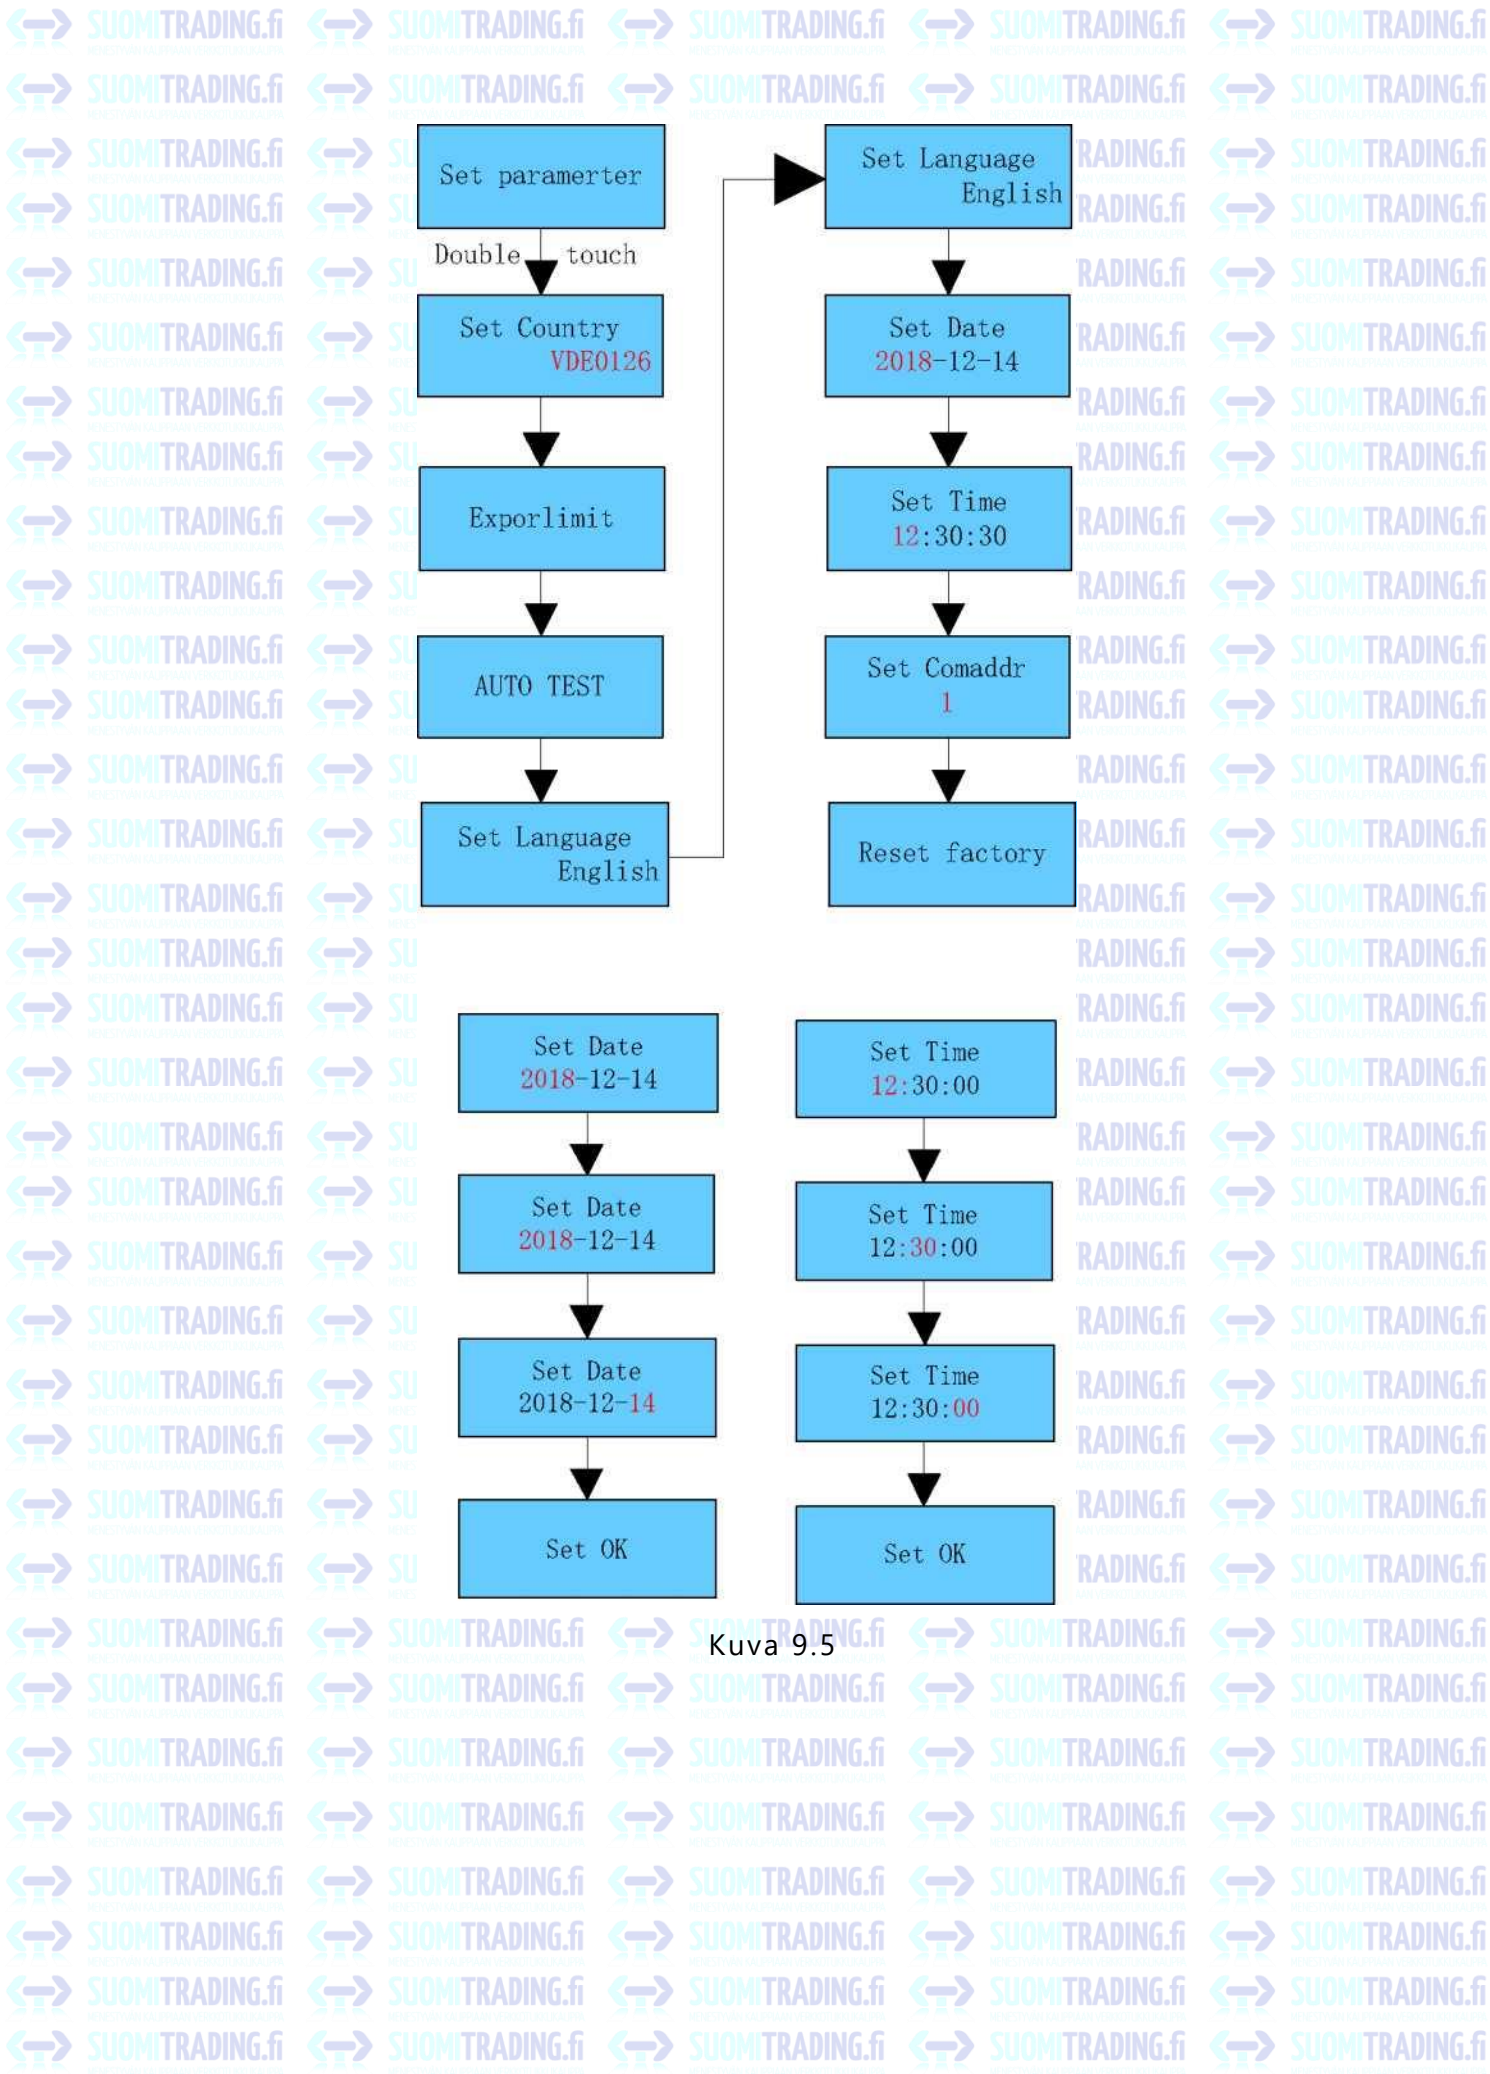 Set paramerter
Double touch
Set Country
VDE0126
Exporlimit
AUTO TEST
Set Language
English
Set Language
English
Set Date
2018-12-14
Set Time
12:30:30
Set Comaddr
1
Reset factory
Set Date
2018-12-14
Set Date
2018-12-14
Set Date
2018-12-14
Set OK
Set Time
12:30:00
Set Time
12:30:00
Set Time
12:30:00
Set OK
Kuva 9.5
SUOMITRADING.fi